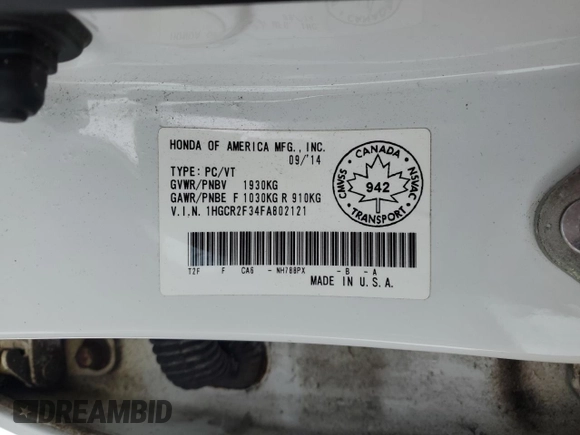 HONDA OF AMERICA MFG., INC.
09/'14
TYPE: PC/VT
GVWR/PNBV 1930KG
GAWR/PNBE F 1030KG R 910KG
V.I.N. 1HGCR2F34FA802121
CANADA
CMVSS
942
NSVAC
TRANSPORT
T2F F CA6 - NH788PX - B - A
MADE IN U.S.A.
DREAMBID